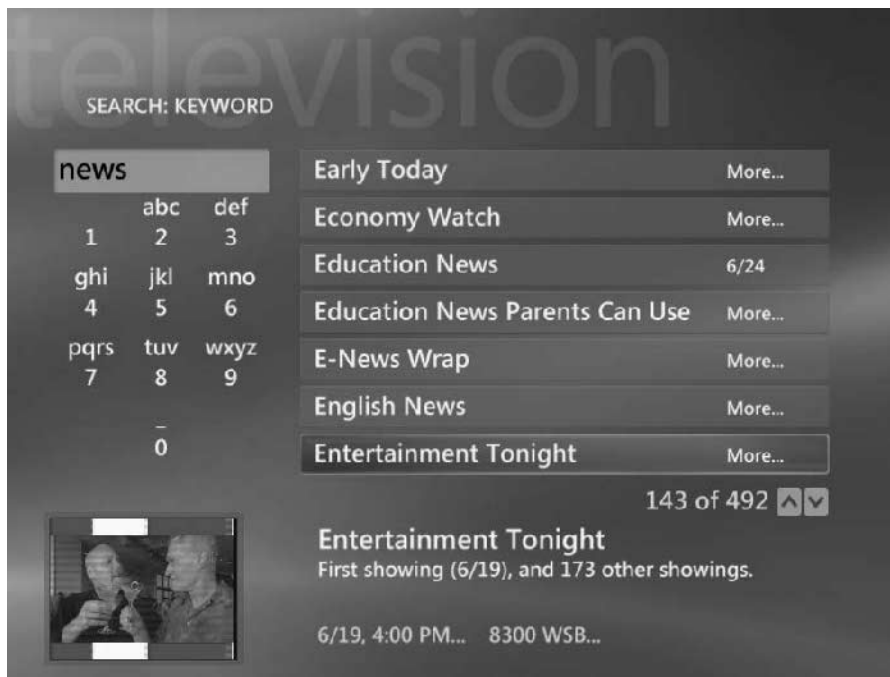 television
SEARCH: KEYWORD
news
abc def
1 2 3
ghi jkl mno
4 5 6
pqrs tuv wxyz
7 8 9
_
0
Early Today More...
Economy Watch More...
Education News 6/24
Education News Parents Can Use More...
E-News Wrap More...
English News More...
Entertainment Tonight More...
143 of 492
Entertainment Tonight
First showing (6/19), and 173 other showings.
6/19, 4:00 PM... 8300 WSB...